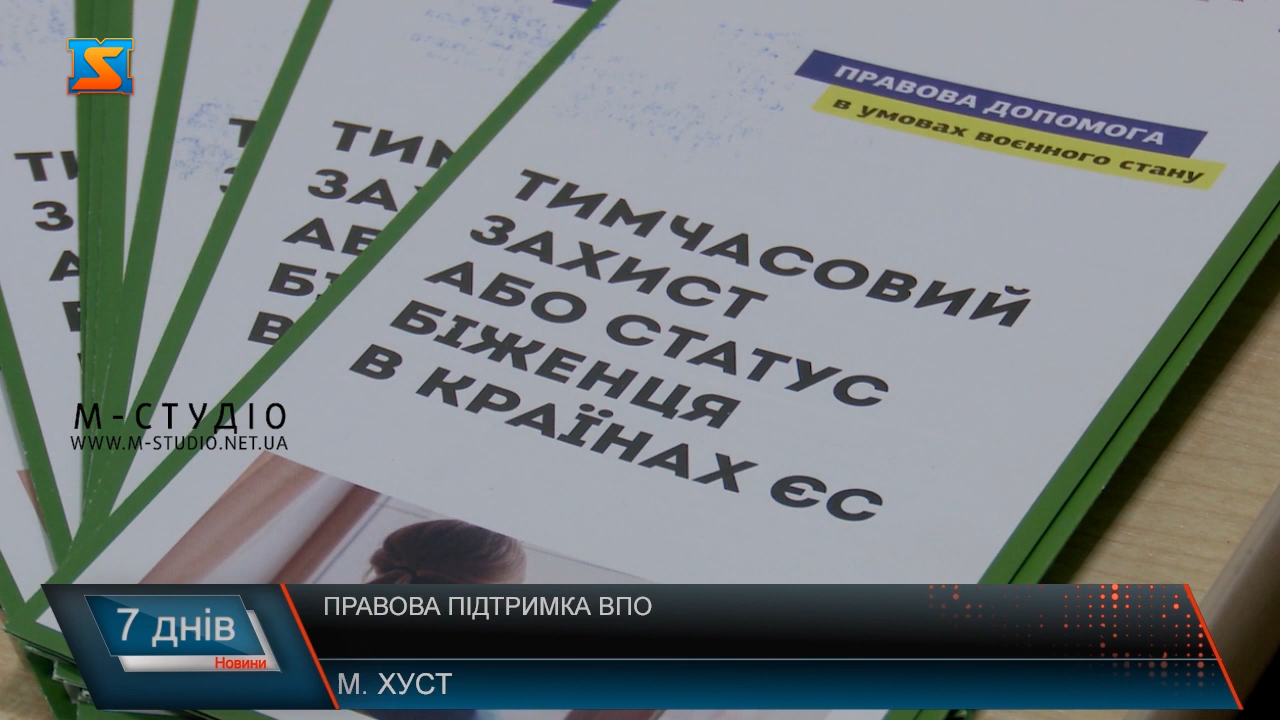 ПРАВОВА ДОПОМОГА
в умовах воєнного стану
ТИМЧАСОВИЙ
ЗАХИСТ
АБО СТАТУС
БІЖЕНЦЯ
В КРАЇНАХ ЄС
М-СТУДІО
WWW.M-STUDIO.NET.UA
7 днів
Новини
ПРАВОВА ПІДТРИМКА ВПО
М. ХУСТ